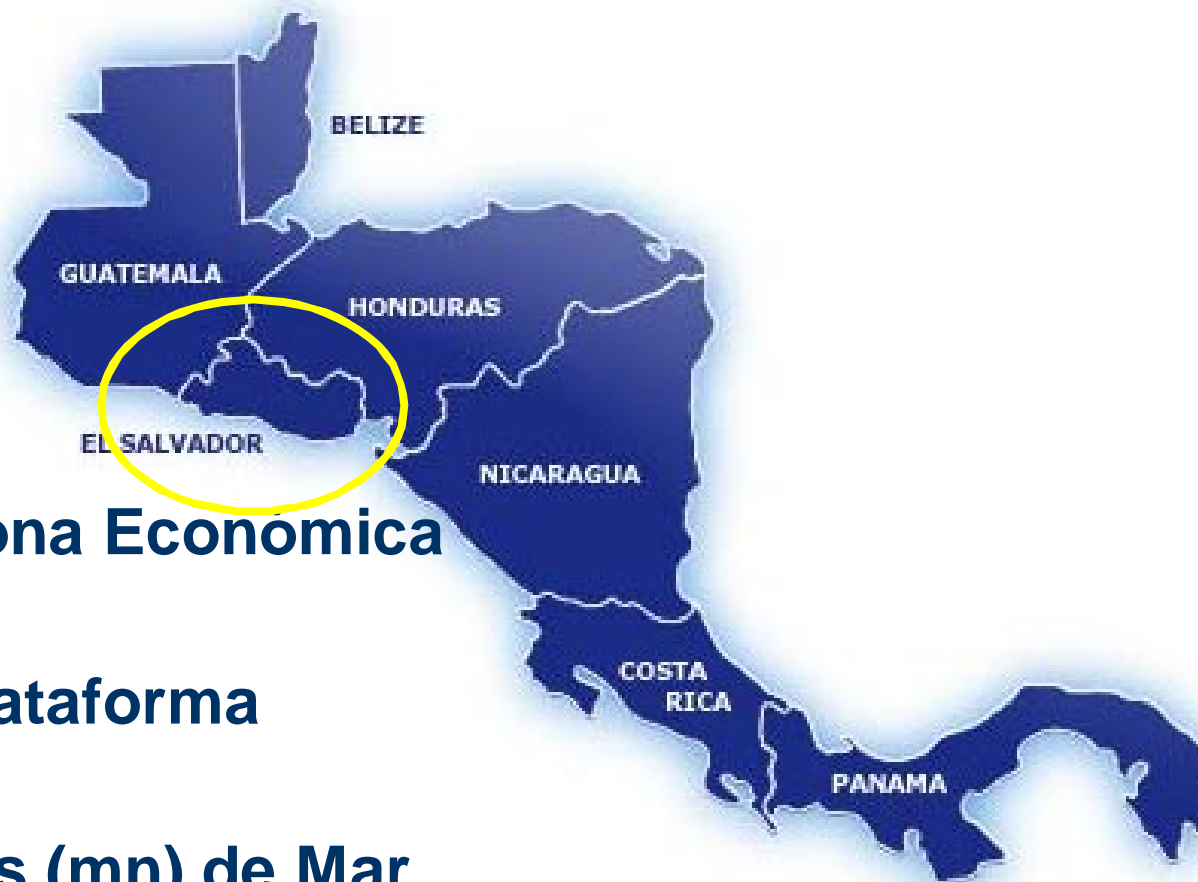 BELIZE
GUATEMALA
HONDURAS
EL SALVADOR
NICARAGUA
ona Económica
COSTA
RICA
ataforma
PANAMA
s (mn) de Mar